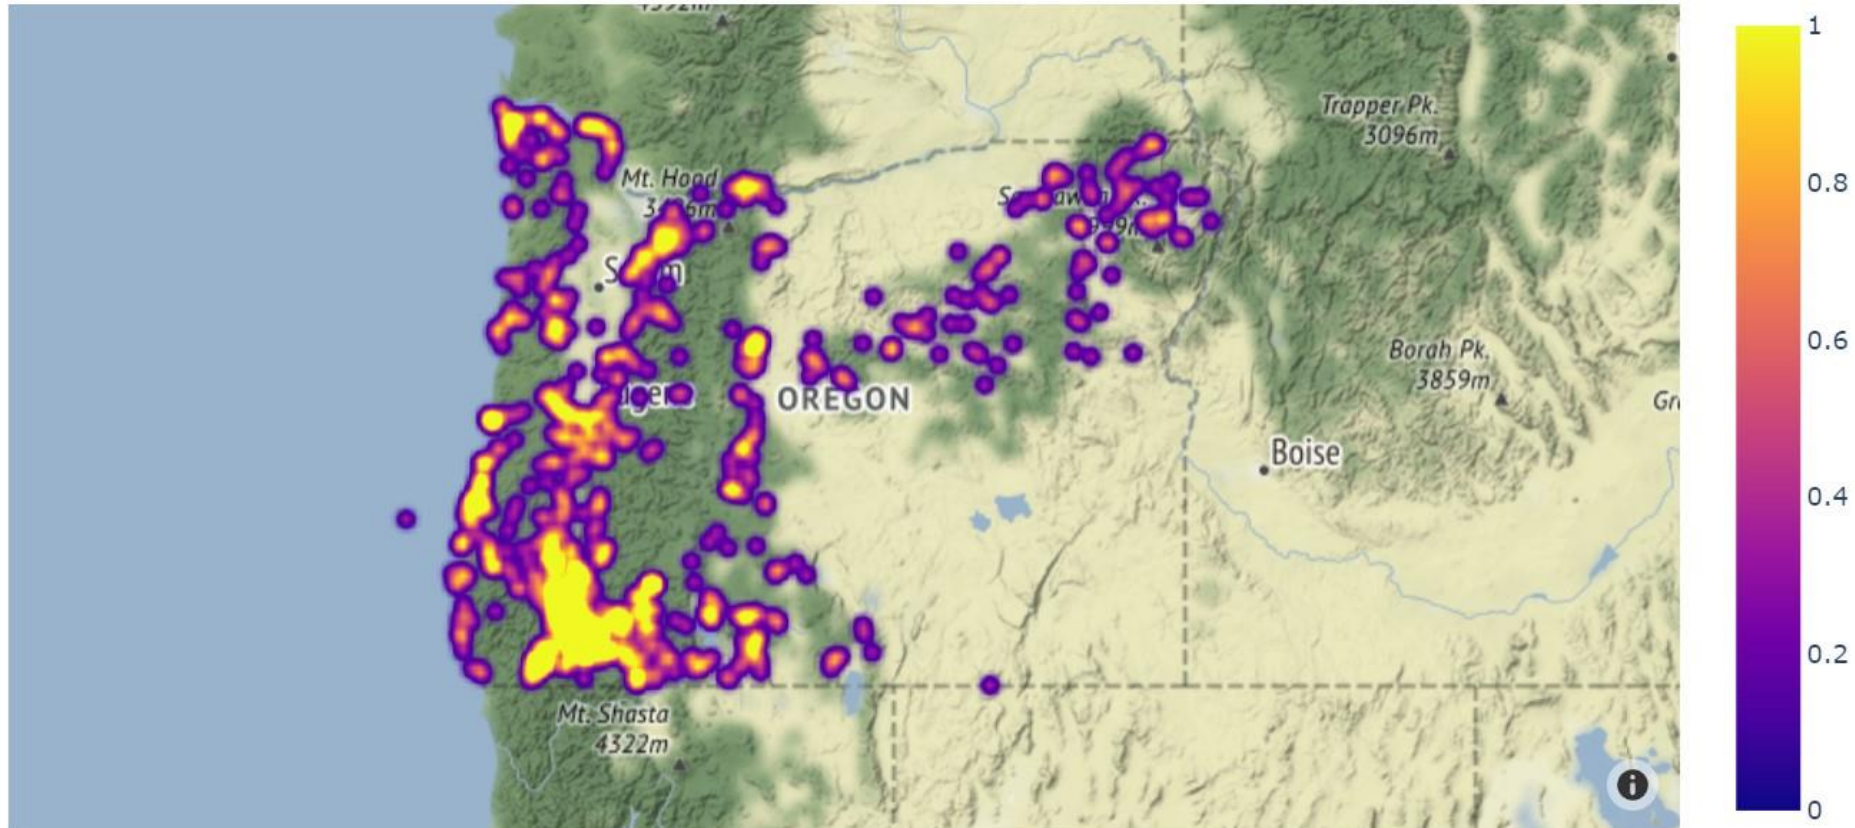 1
Trapper Pk.
3096m
0.8
Mt. Hood
0.6
Borah Pk.
3859m
OREGON
Gr
Boise
0.4
0.2
Mt. Shasta
4322m
i
0